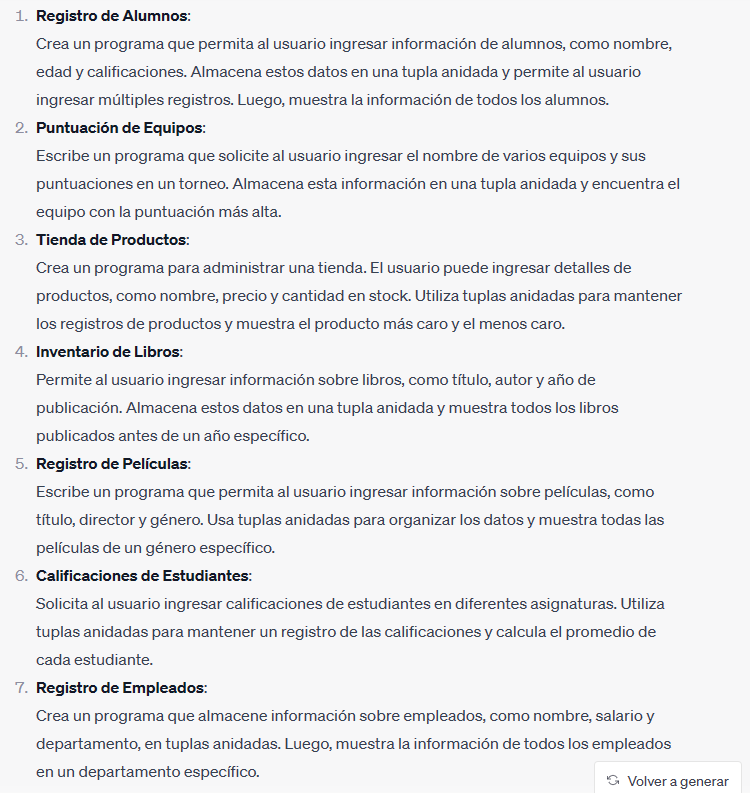 1. Registro de Alumnos:
Crea un programa que permita al usuario ingresar información de alumnos, como nombre,
edad y calificaciones. Almacena estos datos en una tupla anidada y permite al usuario
ingresar múltiples registros. Luego, muestra la información de todos los alumnos.
2. Puntuación de Equipos:
Escribe un programa que solicite al usuario ingresar el nombre de varios equipos y sus
puntuaciones en un torneo. Almacena esta información en una tupla anidada y encuentra el
equipo con la puntuación más alta.
3. Tienda de Productos:
Crea un programa para administrar una tienda. El usuario puede ingresar detalles de
productos, como nombre, precio y cantidad en stock. Utiliza tuplas anidadas para mantener
los registros de productos y muestra el producto más caro y el menos caro.
4. Inventario de Libros:
Permite al usuario ingresar información sobre libros, como título, autor y año de
publicación. Almacena estos datos en una tupla anidada y muestra todos los libros
publicados antes de un año específico.
5. Registro de Películas:
Escribe un programa que permita al usuario ingresar información sobre películas, como
título, director y género. Usa tuplas anidadas para organizar los datos y muestra todas las
películas de un género específico.
6. Calificaciones de Estudiantes:
Solicita al usuario ingresar calificaciones de estudiantes en diferentes asignaturas. Utiliza
tuplas anidadas para mantener un registro de las calificaciones y calcula el promedio de
cada estudiante.
7. Registro de Empleados:
Crea un programa que almacene información sobre empleados, como nombre, salario y
departamento, en tuplas anidadas. Luego, muestra la información de todos los empleados
en un departamento específico.
Volver a generar